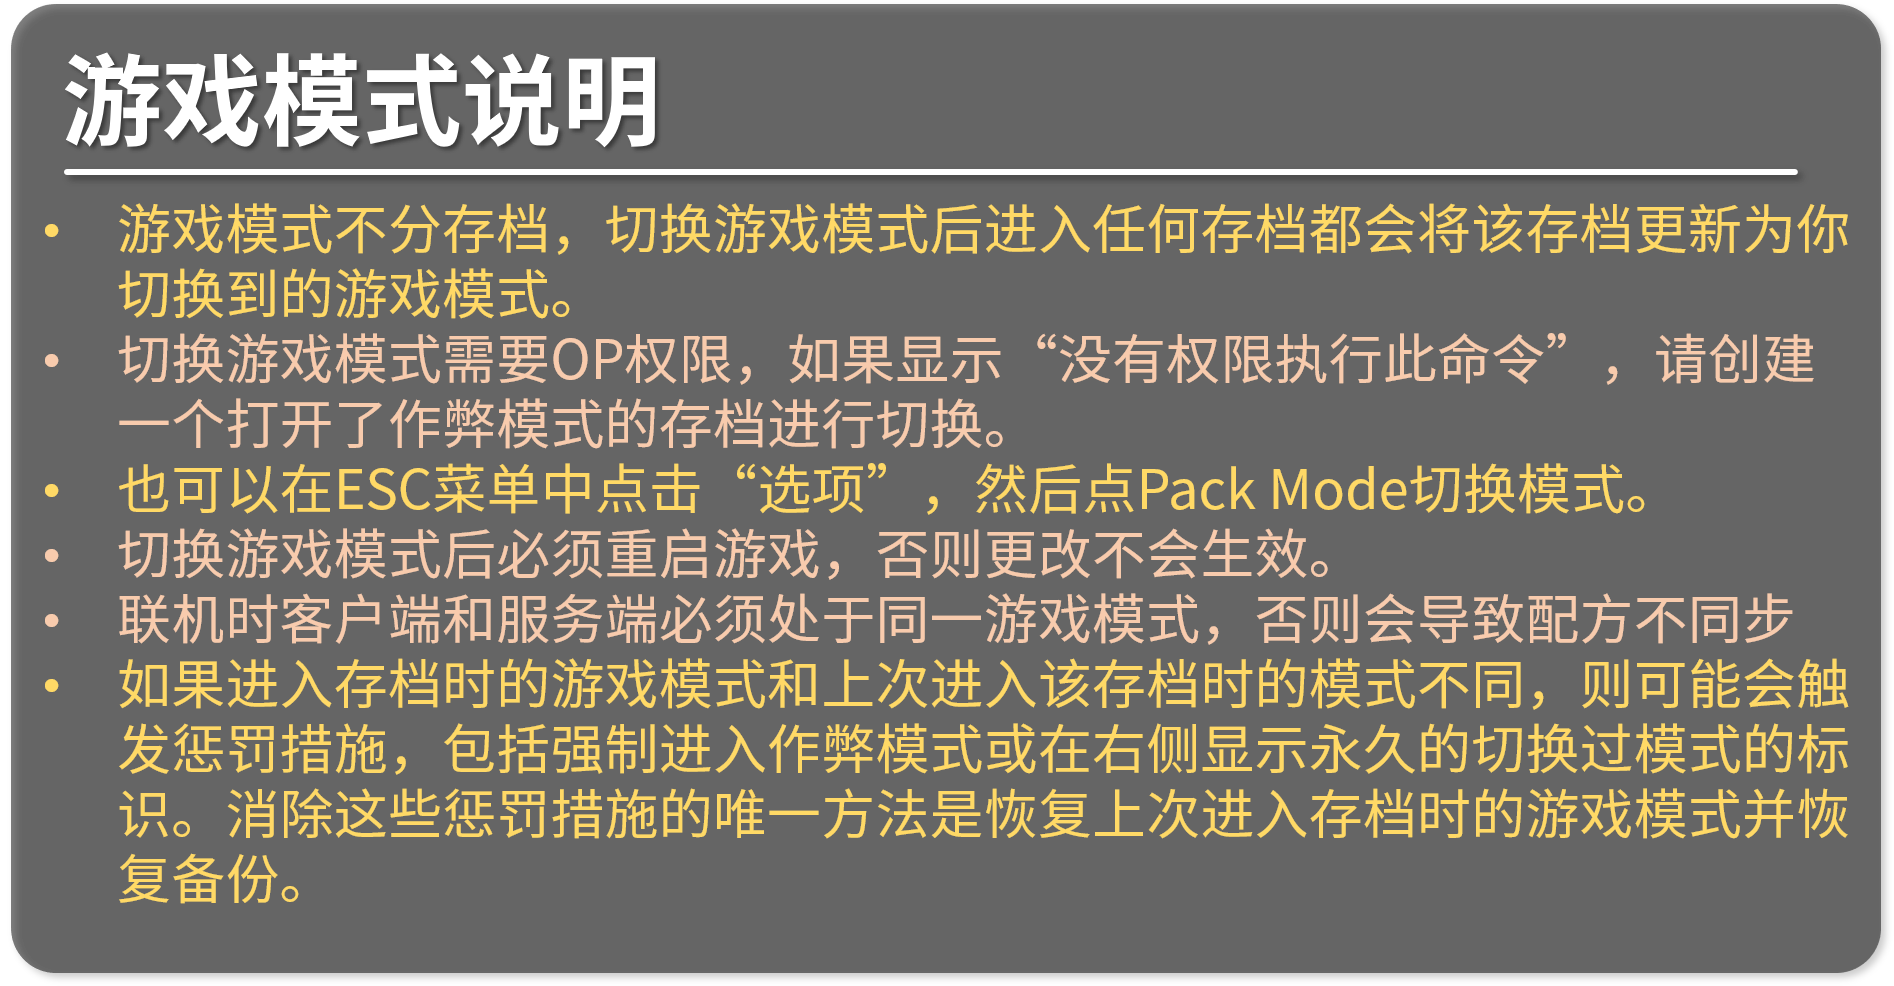 游戏模式说明
• 游戏模式不分存档，切换游戏模式后进入任何存档都会将该存档更新为你
切换到的游戏模式。
• 切换游戏模式需要OP权限，如果显示“没有权限执行此命令”，请创建
一个打开了作弊模式的存档进行切换。
• 也可以在ESC菜单中点击“选项”，然后点Pack Mode切换模式。
• 切换游戏模式后必须重启游戏，否则更改不会生效。
• 联机时客户端和服务端必须处于同一游戏模式，否则会导致配方不同步
• 如果进入存档时的游戏模式和上次进入该存档时的模式不同，则可能会触
发惩罚措施，包括强制进入作弊模式或在右侧显示永久的切换过模式的标
识。消除这些惩罚措施的唯一方法是恢复上次进入存档时的游戏模式并恢
复备份。